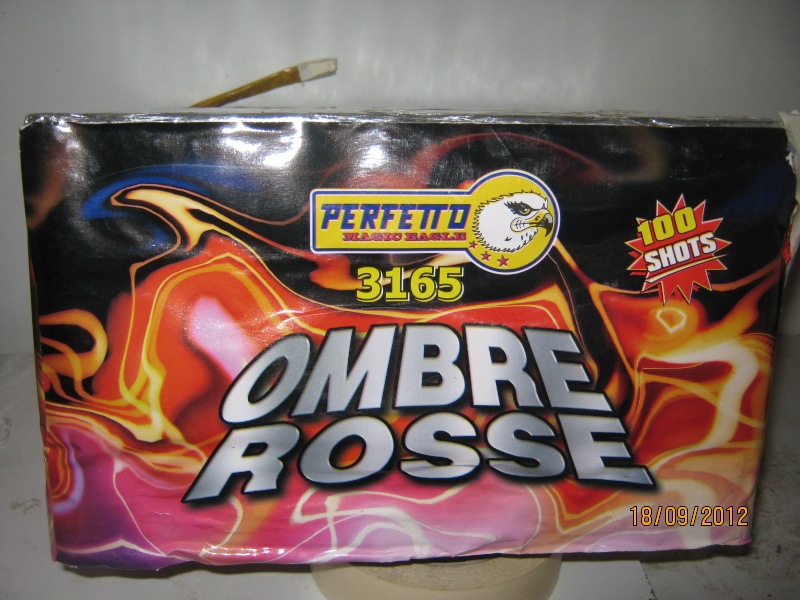 PERFETTO
MAGIC EAGLE
3165
100
SHOTS
OMBRE
ROSSE
18/09/2012